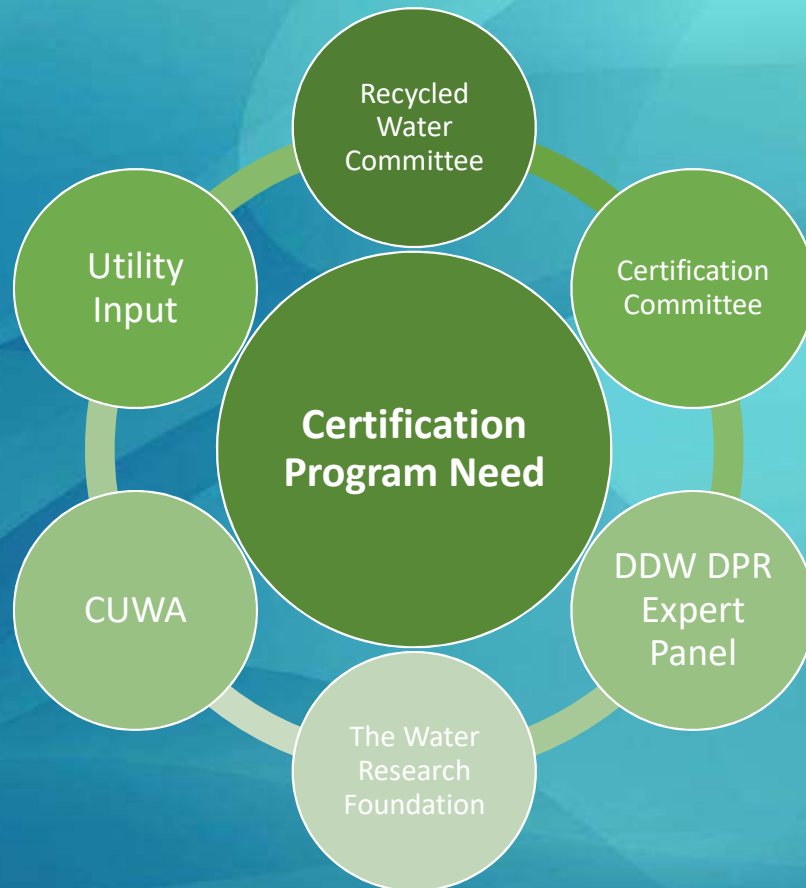 Recycled
Water
Committee
Certification
Committee
DDW DPR
Expert
Panel
The Water
Research
Foundation
CUWA
Utility
Input
Certification
Program Need